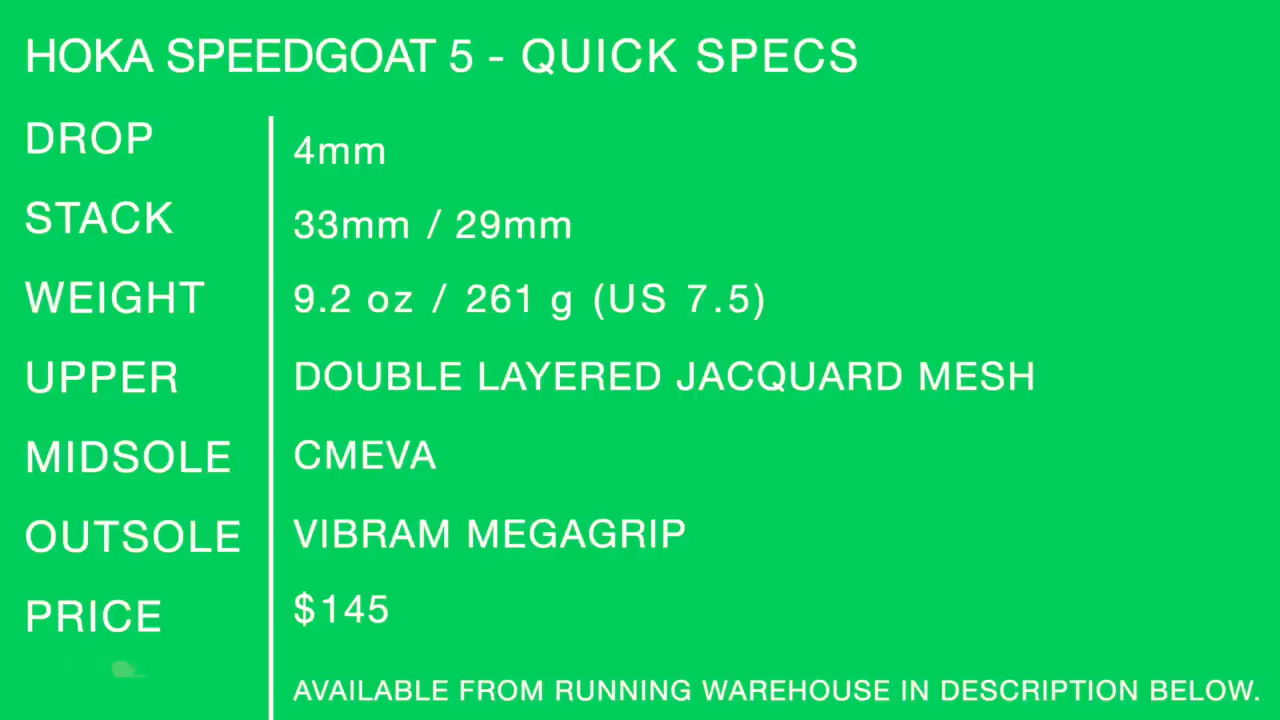 HOKA SPEEDGOAT 5 - QUICK SPECS
DROP 4mm
STACK 33mm / 29mm
WEIGHT 9.2 oz / 261 g (US 7.5)
UPPER DOUBLE LAYERED JACQUARD MESH
MIDSOLE CMEVA
OUTSOLE VIBRAM MEGAGRIP
PRICE $145
AVAILABLE FROM RUNNING WAREHOUSE IN DESCRIPTION BELOW.